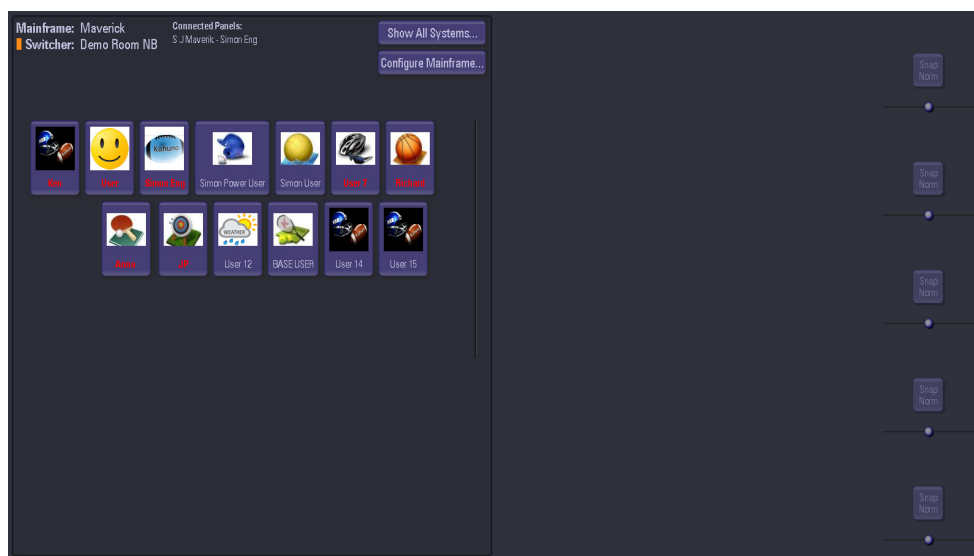 Mainframe: Maverick
Switcher: Demo Room NB
Connected Panels:
S J Maverik - Simon Eng
Show All Systems...
Configure Mainframe...
Kahuna
Simon Power User
Simon User
User 7
WEATHER
User 12
BASE USER
User 14
User 15
Snap
Norm
Snap
Norm
Snap
Norm
Snap
Norm
Snap
Norm